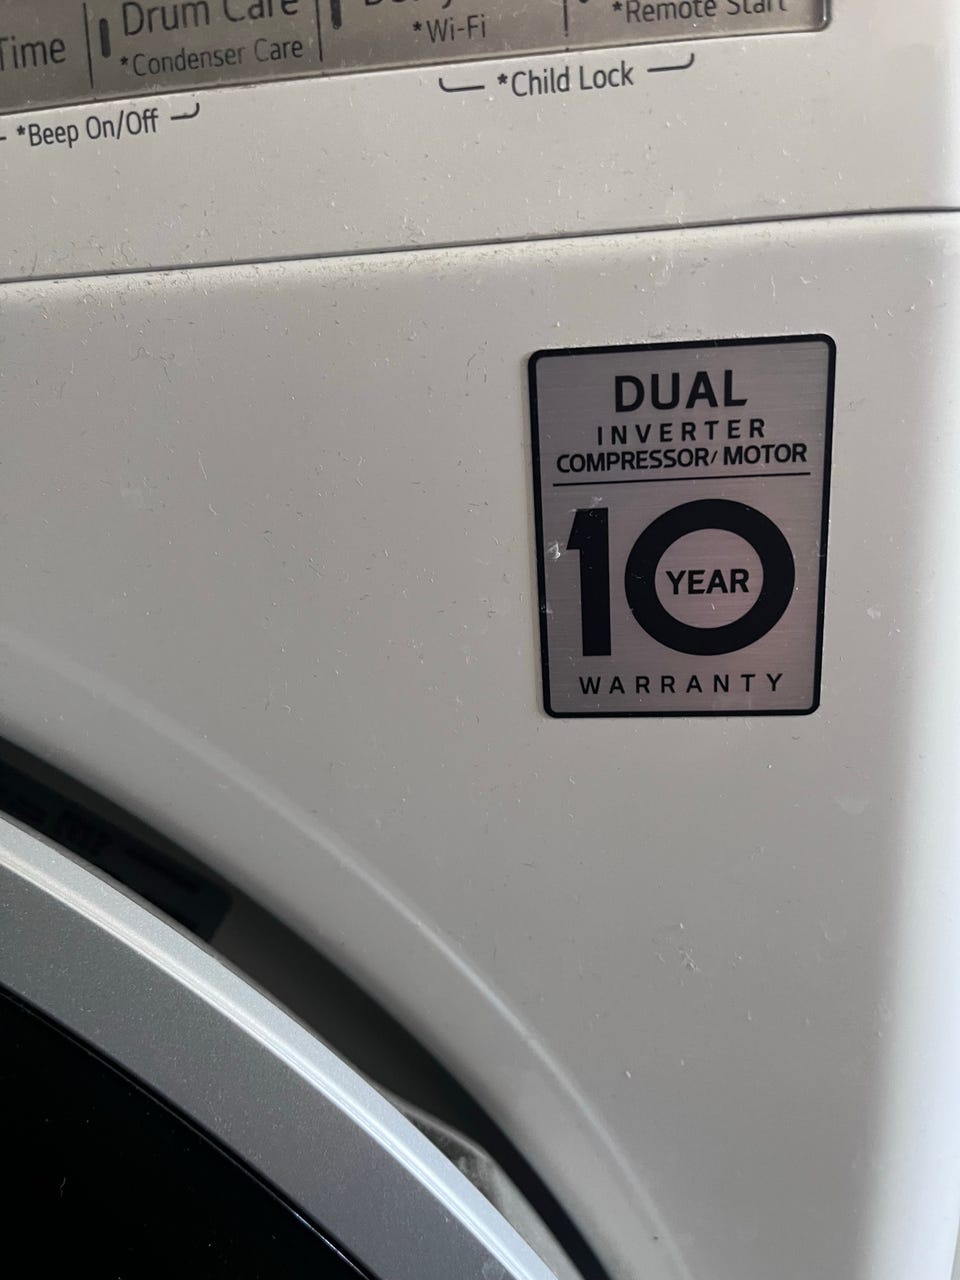 Time
Drum Care
*Condenser Care
*Wi-Fi
*Remote Start
*Beep On/Off
*Child Lock
DUAL
INVERTER
COMPRESSOR/ MOTOR
10
YEAR
WARRANTY